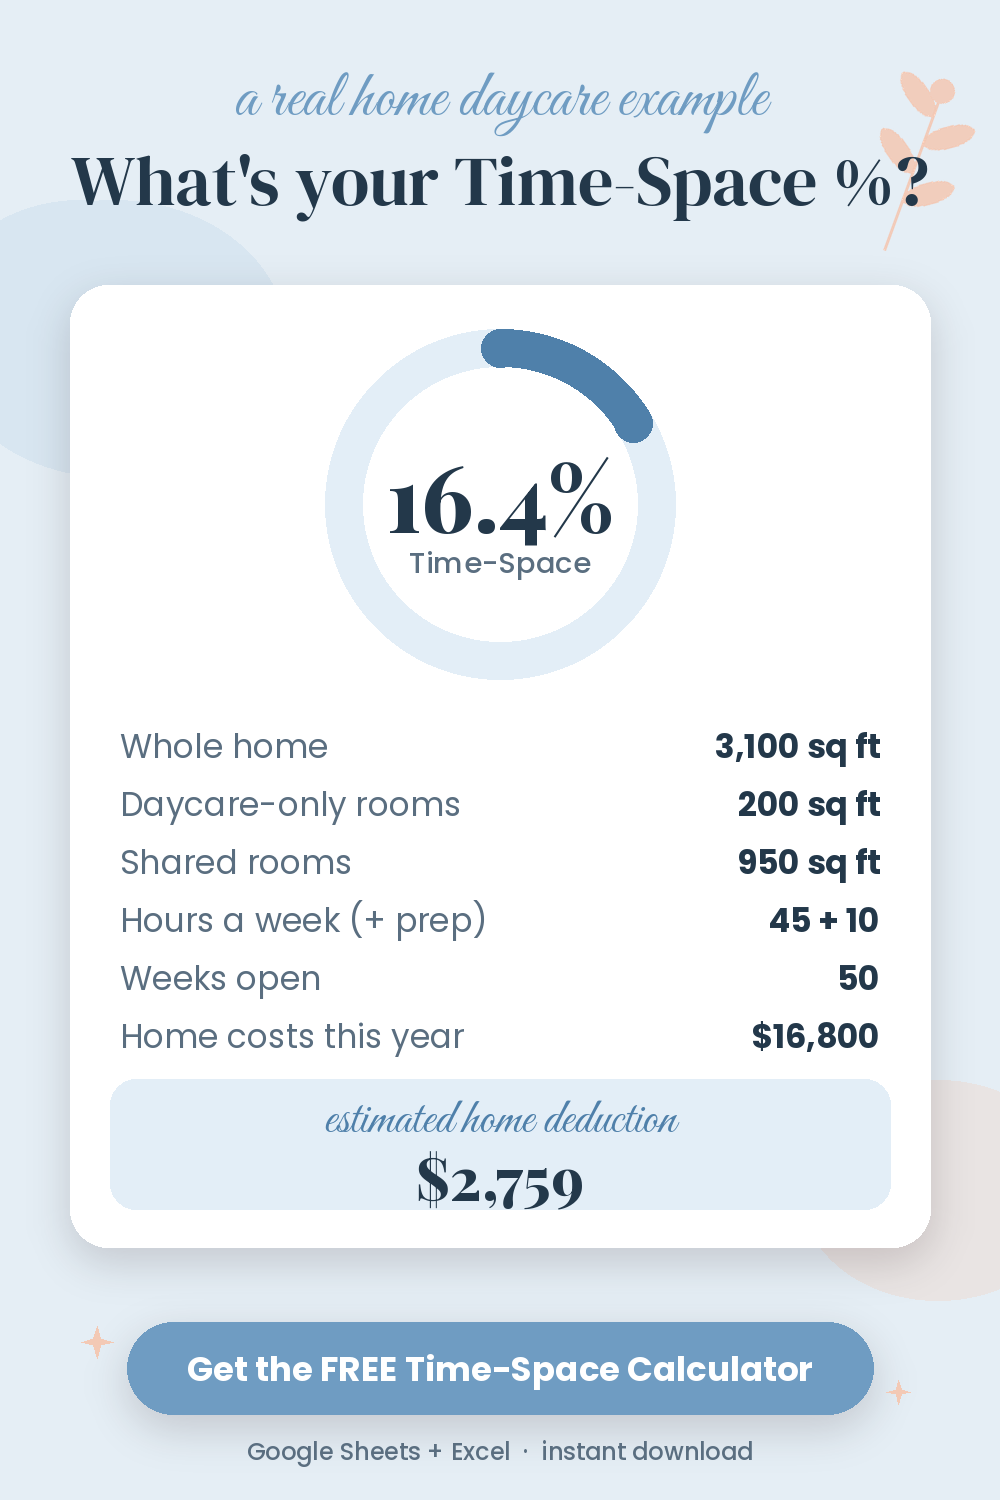 a real home daycare example
What's your Time-Space %?
16.4%
Time-Space
Whole home 3,100 sq ft
Daycare-only rooms 200 sq ft
Shared rooms 950 sq ft
Hours a week (+ prep) 45 + 10
Weeks open 50
Home costs this year $16,800
estimated home deduction
$2,759
Get the FREE Time-Space Calculator
Google Sheets + Excel · instant download